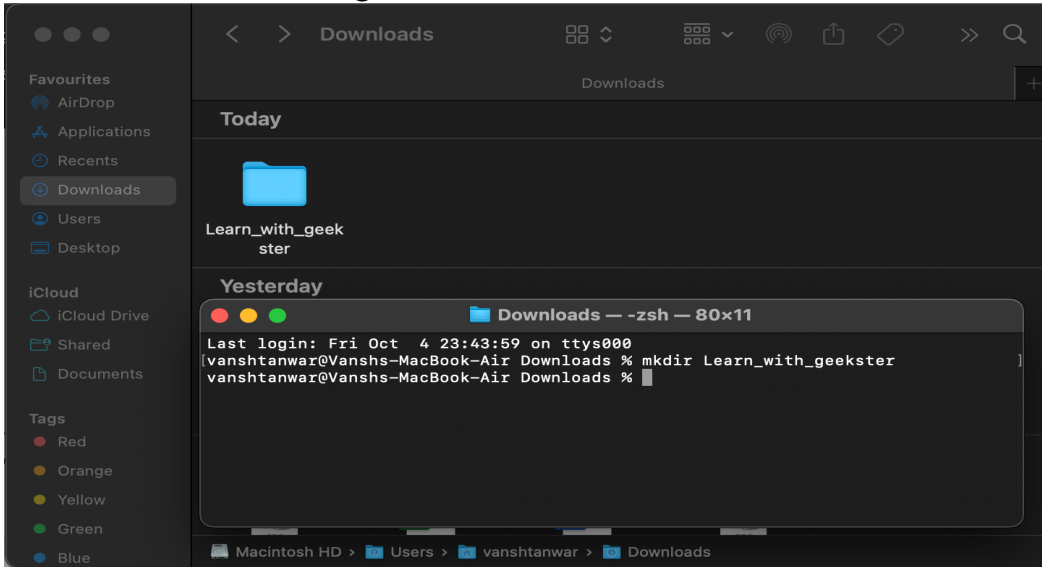 Downloads
Downloads
Favourites
AirDrop
Applications
Recents
Downloads
Users
Desktop
iCloud
iCloud Drive
Shared
Documents
Tags
Red
Orange
Yellow
Green
Blue
Today
Learn_with_geek
ster
Yesterday
Downloads — -zsh — 80×11
Last login: Fri Oct  4 23:43:59 on ttys000
[vanshtanwar@Vanshs-MacBook-Air Downloads % mkdir Learn_with_geekster ]
vanshtanwar@Vanshs-MacBook-Air Downloads %
Macintosh HD > Users > vanshtanwar > Downloads